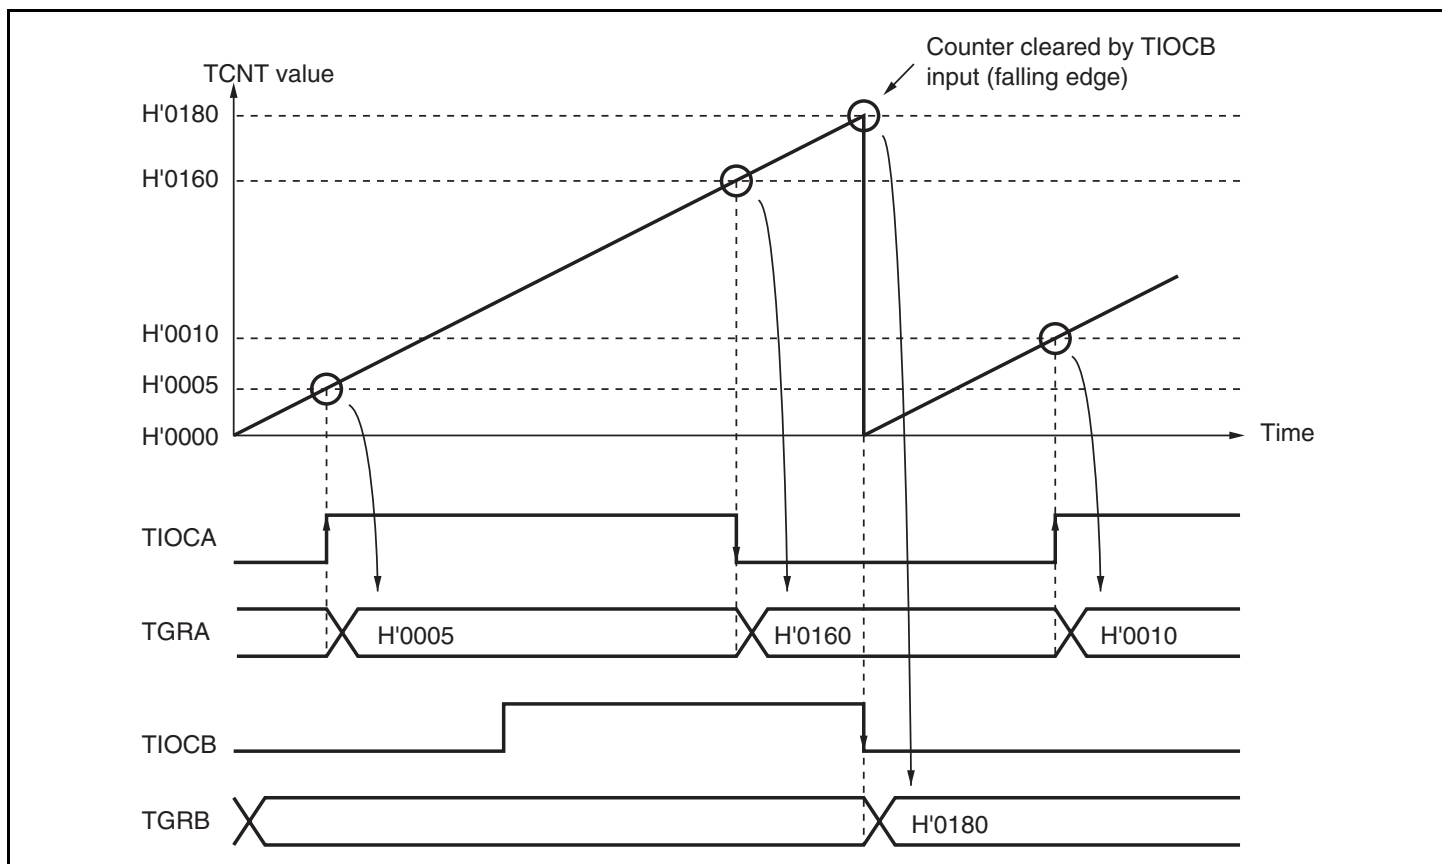 Counter cleared by TIOCB
input (falling edge)
TCNT value
H'0180
H'0160
H'0010
H'0005
H'0000
Time
TIOCA
TGRA
H'0005
H'0160
H'0010
TIOCB
TGRB
H'0180